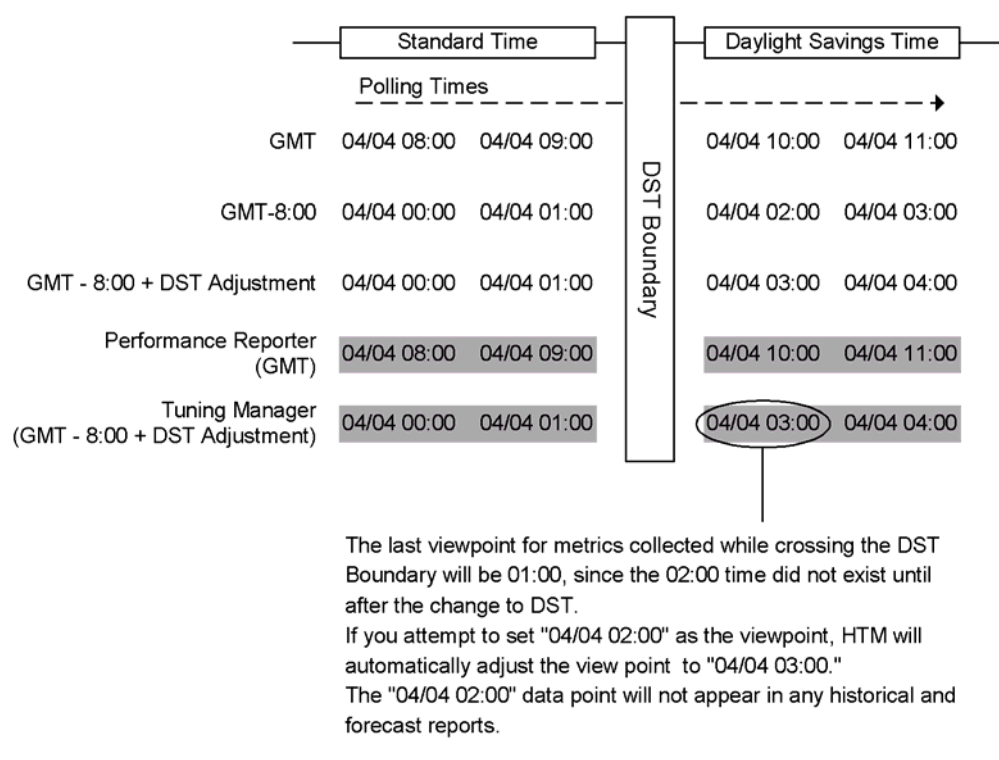 Standard Time
Daylight Savings Time
Polling Times
DST Boundary
GMT 04/04 08:00 04/04 09:00 04/04 10:00 04/04 11:00
GMT-8:00 04/04 00:00 04/04 01:00 04/04 02:00 04/04 03:00
GMT - 8:00 + DST Adjustment 04/04 00:00 04/04 01:00 04/04 03:00 04/04 04:00
Performance Reporter
(GMT) 04/04 08:00 04/04 09:00 04/04 10:00 04/04 11:00
Tuning Manager
(GMT - 8:00 + DST Adjustment) 04/04 00:00 04/04 01:00 04/04 03:00 04/04 04:00
The last viewpoint for metrics collected while crossing the DST
Boundary will be 01:00, since the 02:00 time did not exist until
after the change to DST.
If you attempt to set "04/04 02:00" as the viewpoint, HTM will
automatically adjust the view point to "04/04 03:00."
The "04/04 02:00" data point will not appear in any historical and
forecast reports.